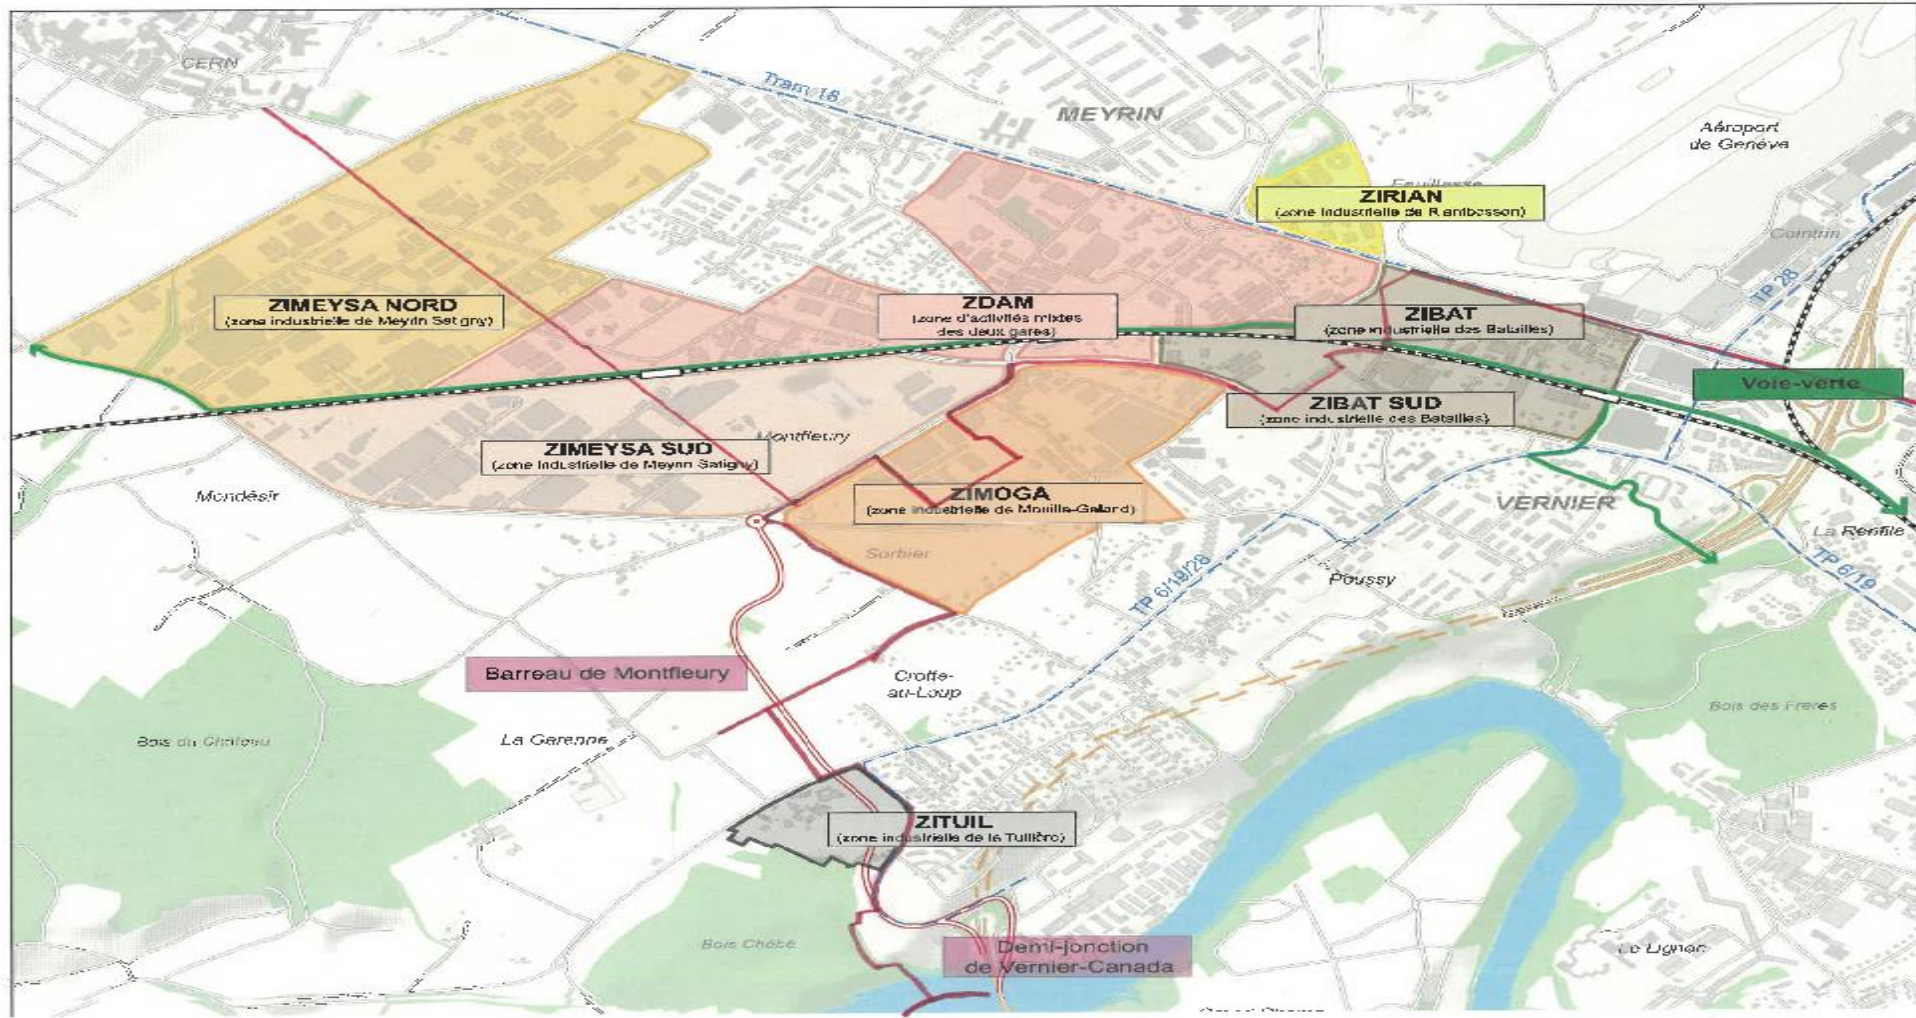 CERN
Tram 18
MEYRIN
Aéroport
de Genève
ZIRIAN
(zone industrielle de Riantbosson)
Feuillasse
Cointrin
TP 28
ZIMEYSA NORD
(zone industrielle de Meyrin Satigny)
ZDAM
(zone d'activités mixtes
des deux gares)
ZIBAT
(zone industrielle des Batailles)
Voie-verte
ZIBAT SUD
(zone industrielle des Batailles)
ZIMEYSA SUD
(zone industrielle de Meyrin Satigny)
Montfleury
Mondésir
ZIMOGA
(zone industrielle de Mouille-Galand)
VERNIER
La Renfile
Sorbier
TP 6/19/28
Poussy
TP 6/19
Barreau de Montfleury
Crotte-
au-Loup
Bois des Frères
Bois du Château
La Garenne
ZITUIL
(zone industrielle de la Tuilière)
Bois Chébé
Demi-jonction
de Vernier-Canada
Le Lignon